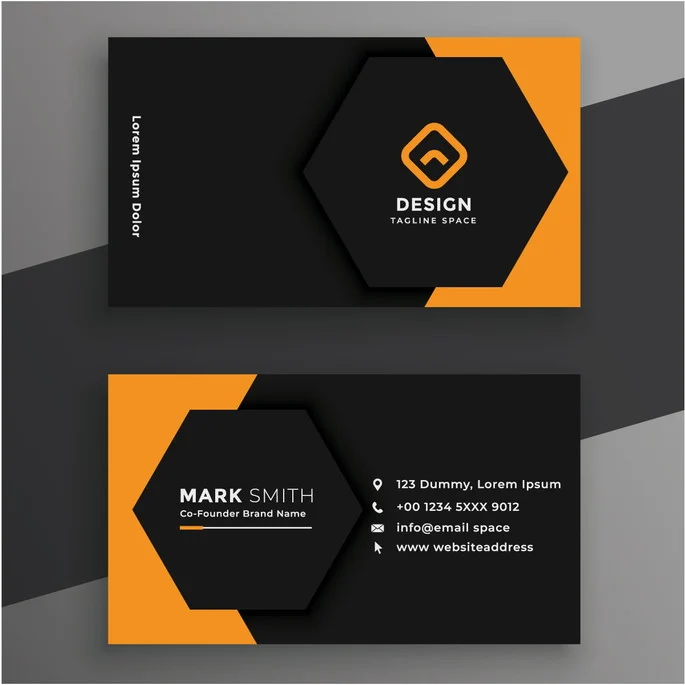 Lorem Ipsum Dolor
DESIGN
TAGLINE SPACE
MARK SMITH
Co-Founder Brand Name
123 Dummy, Lorem Ipsum
+00 1234 5XXX 9012
info@email space
www websiteaddress